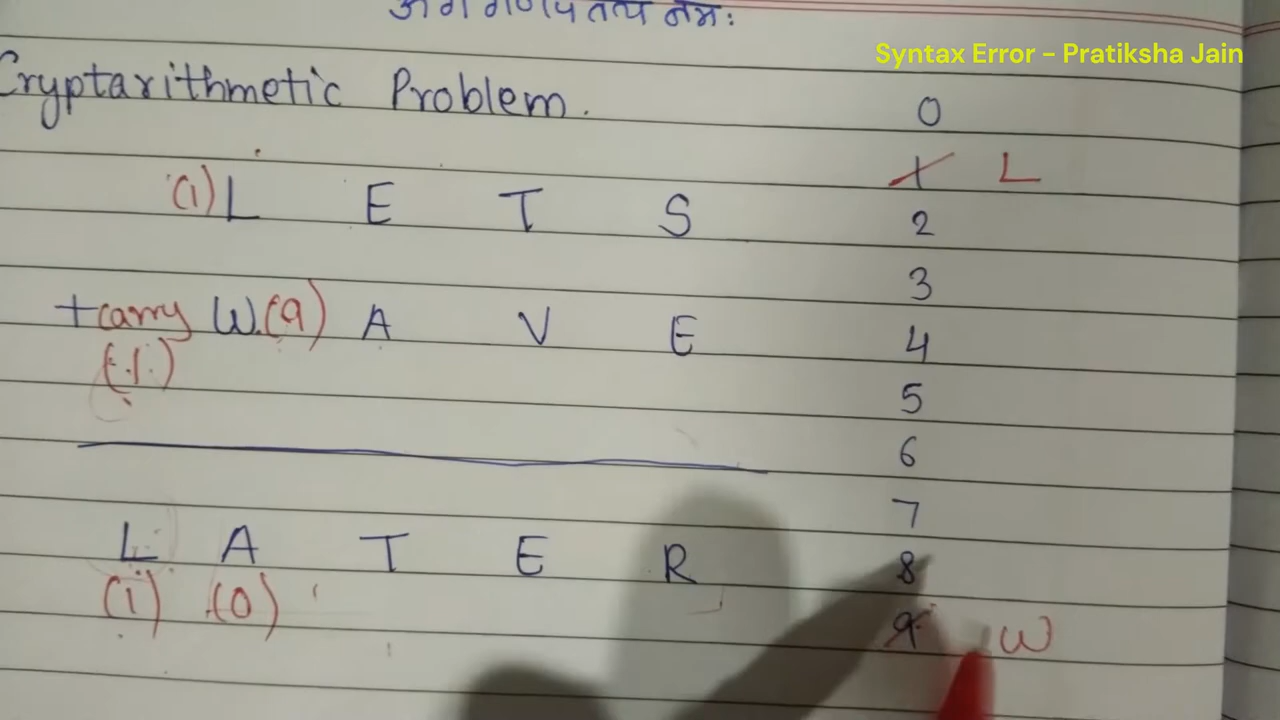 नमः
Syntax Error - Pratiksha Jain
Cryptarithmetic Problem.
0
1 L
(1) L E T S
2
3
+carry W (9) A V E
4
(1)
5
6
7
L A T E R
8
(1) (0)
9 W